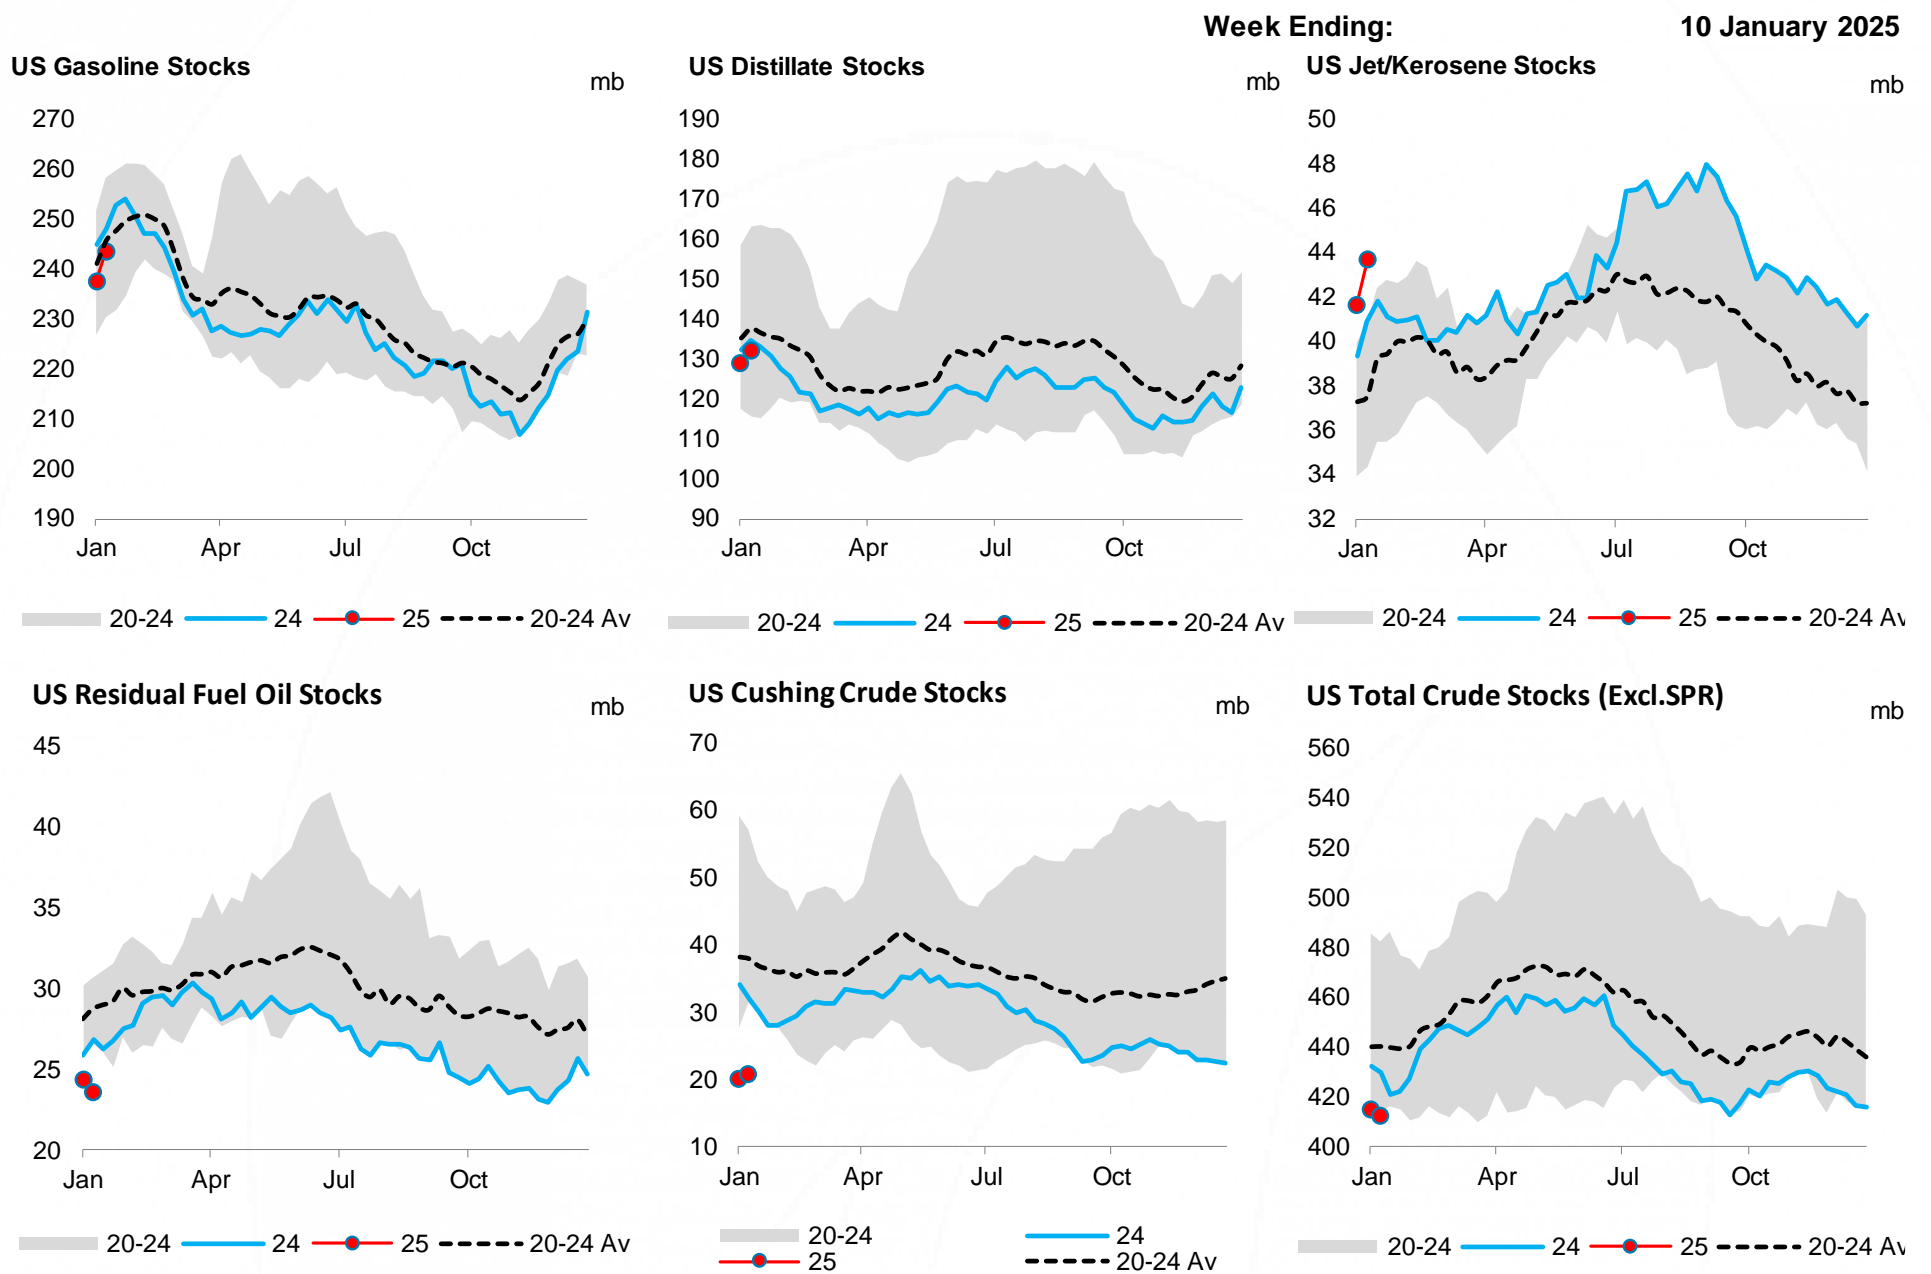 Week Ending: 10 January 2025
US Gasoline Stocks
mb
270
260
250
240
230
220
210
200
190
Jan Apr Jul Oct
20-24 24 25 20-24 Av
US Distillate Stocks
mb
190
180
170
160
150
140
130
120
110
100
90
Jan Apr Jul Oct
20-24 24 25 20-24 Av
US Jet/Kerosene Stocks
mb
50
48
46
44
42
40
38
36
34
32
Jan Apr Jul Oct
20-24 24 25 20-24 Av
US Residual Fuel Oil Stocks
mb
45
40
35
30
25
20
Jan Apr Jul Oct
20-24 24 25 20-24 Av
US Cushing Crude Stocks
mb
70
60
50
40
30
20
10
Jan Apr Jul Oct
20-24 24
25 20-24 Av
US Total Crude Stocks (Excl.SPR)
mb
560
540
520
500
480
460
440
420
400
Jan Apr Jul Oct
20-24 24 25 20-24 Av